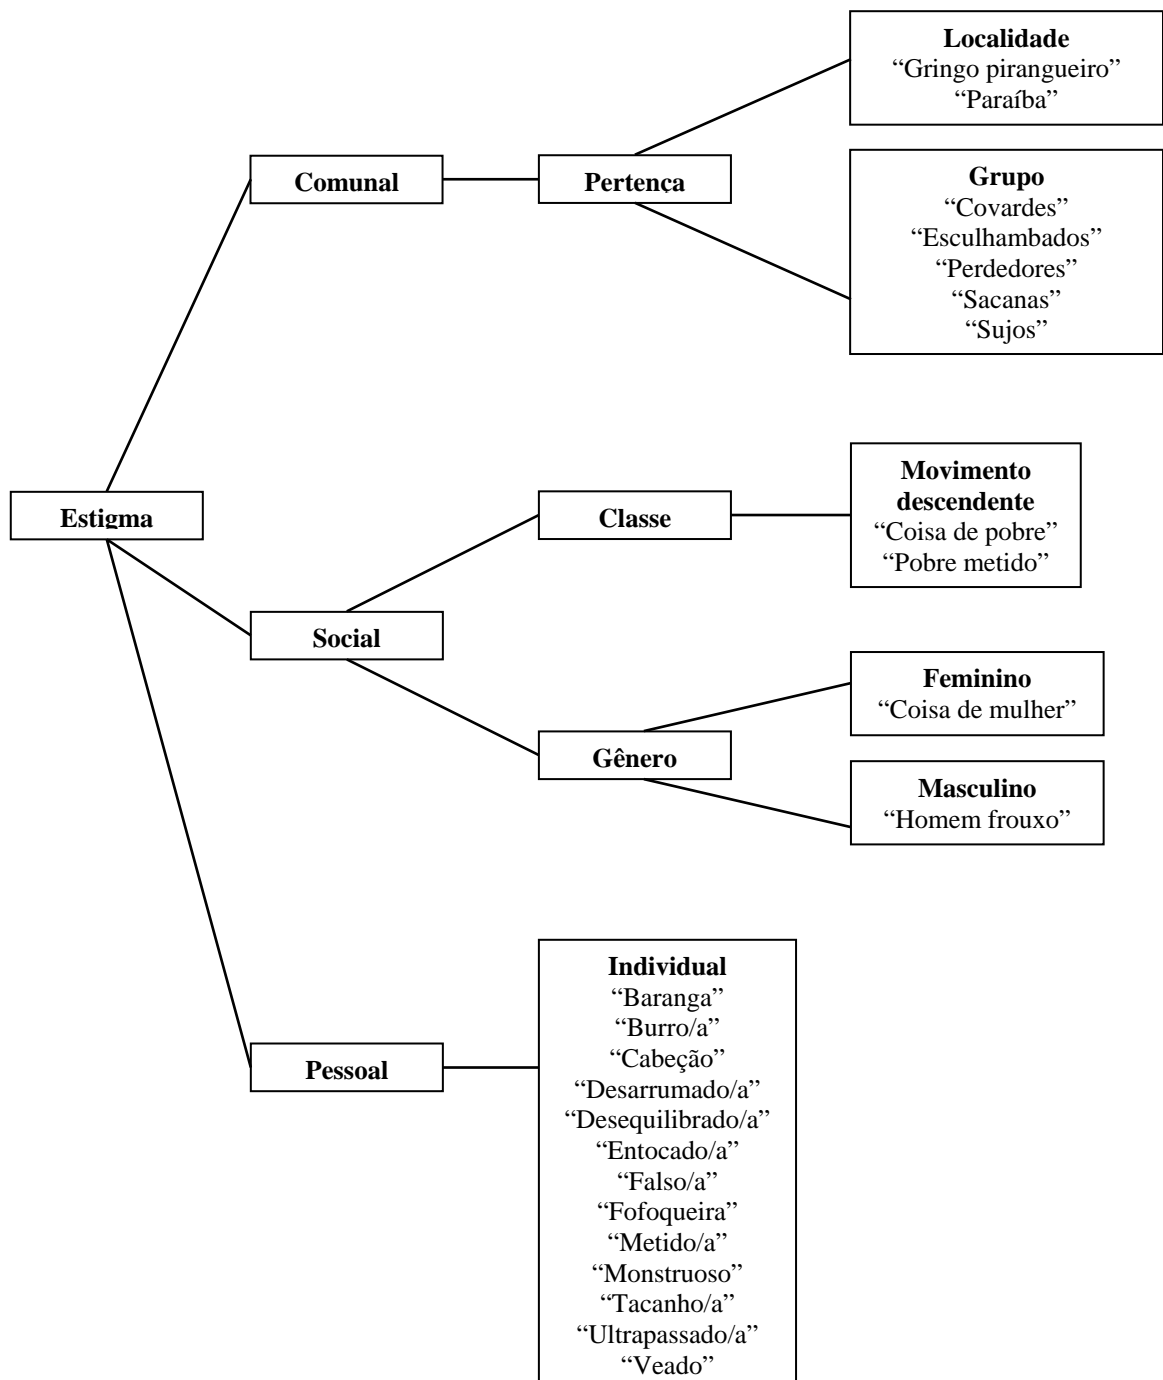 Localidade
“Gringo pirangueiro”
“Paraíba”
Comunal
Pertença
Grupo
“Covardes”
“Esculhambados”
“Perdedores”
“Sacanas”
“Sujos”
Estigma
Classe
Movimento
descendente
“Coisa de pobre”
“Pobre metido”
Social
Feminino
“Coisa de mulher”
Gênero
Masculino
“Homem frouxo”
Pessoal
Individual
“Baranga”
“Burro/a”
“Cabeção”
“Desarrumado/a”
“Desequilibrado/a”
“Entocado/a”
“Falso/a”
“Fofoqueira”
“Metido/a”
“Monstruoso”
“Tacanho/a”
“Ultrapassado/a”
“Veado”